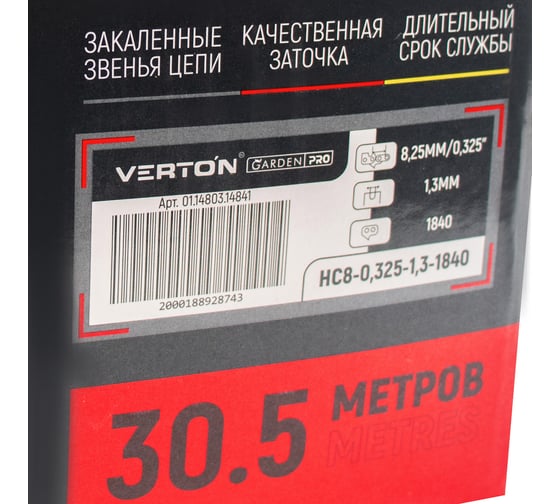 ЗАКАЛЕННЫЕ
ЗВЕНЬЯ ЦЕПИ
КАЧЕСТВЕННАЯ
ЗАТОЧКА
ДЛИТЕЛЬНЫЙ
СРОК СЛУЖБЫ
VERTON GARDEN PRO
Арт. 01.14803.14841
2000188928743
8,25ММ/0,325"
1,3ММ
1840
HC8-0,325-1,3-1840
30.5 МЕТРОВ
METRES